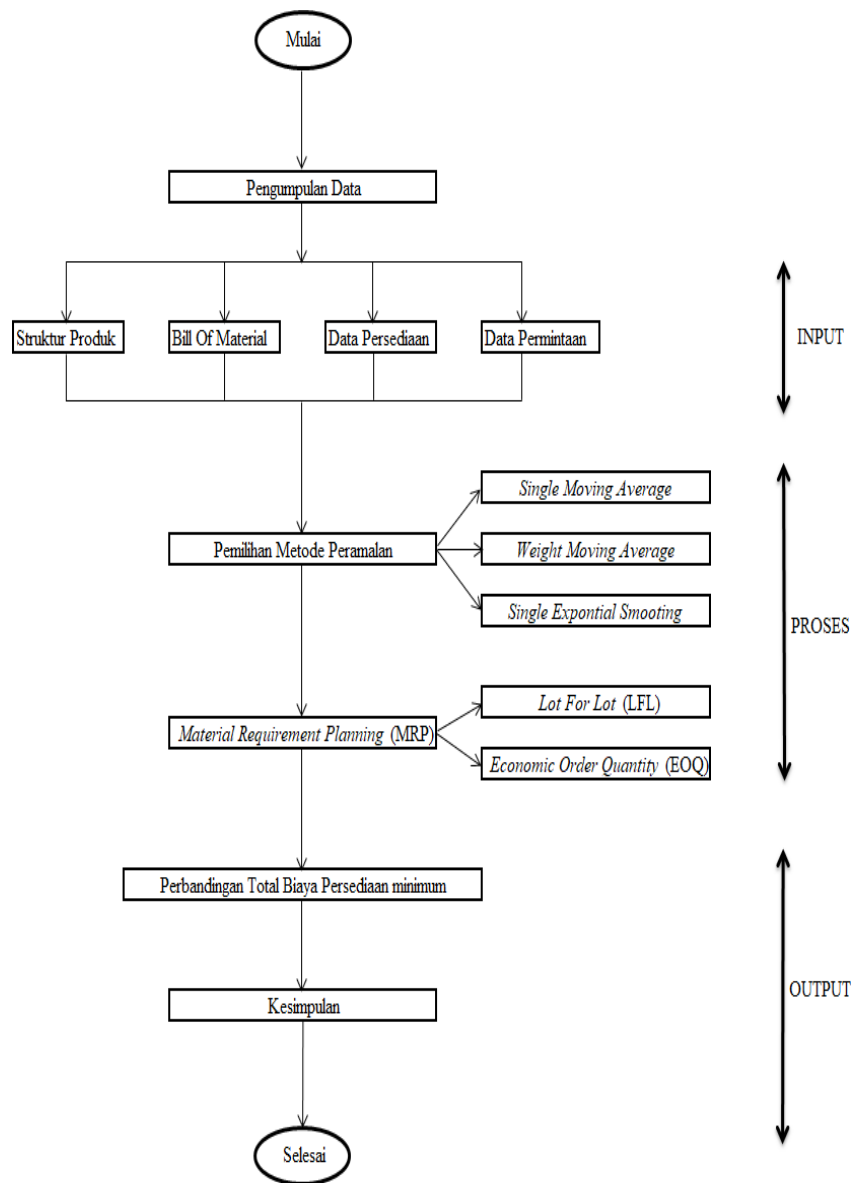 Mulai
Pengumpulan Data
Struktur Produk
Bill Of Material
Data Persediaan
Data Permintaan
INPUT
Single Moving Average
Pemilihan Metode Peramalan
Weight Moving Average
Single Expontial Smooting
PROSES
Lot For Lot (LFL)
Material Requirement Planning (MRP)
Economic Order Quantity (EOQ)
Perbandingan Total Biaya Persediaan minimum
Kesimpulan
OUTPUT
Selesai